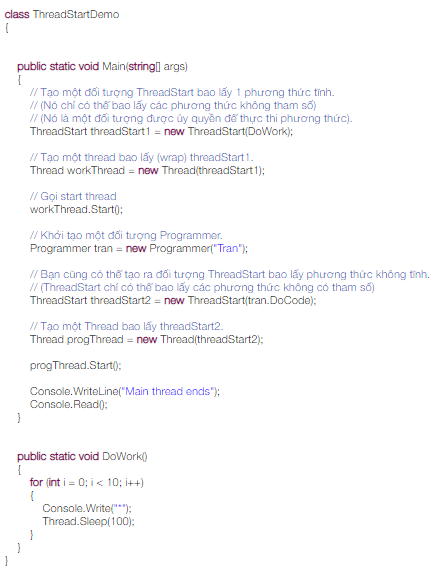 class ThreadStartDemo
{
public static void Main(string[] args)
{
// Tạo một đối tượng ThreadStart bao lấy 1 phương thức tĩnh.
// (Nó chỉ có thể bao lấy các phương thức không tham số)
// (Nó là một đối tượng được ủy quyền để thực thi phương thức).
ThreadStart threadStart1 = new ThreadStart(DoWork);
// Tạo một thread bao lấy (wrap) threadStart1.
Thread workThread = new Thread(threadStart1);
// Gọi start thread
workThread.Start();
// Khởi tạo một đối tượng Programmer.
Programmer tran = new Programmer("Tran");
// Bạn cũng có thể tạo ra đối tượng ThreadStart bao lấy phương thức không tĩnh.
// (ThreadStart chỉ có thể bao lấy các phương thức không có tham số)
ThreadStart threadStart2 = new ThreadStart(tran.DoCode);
// Tạo một Thread bao lấy threadStart2.
Thread progThread = new Thread(threadStart2);
progThread.Start();
Console.WriteLine("Main thread ends");
Console.Read();
}
public static void DoWork()
{
for (int i = 0; i < 10; i++)
{
Console.Write("*");
Thread.Sleep(100);
}
}
}